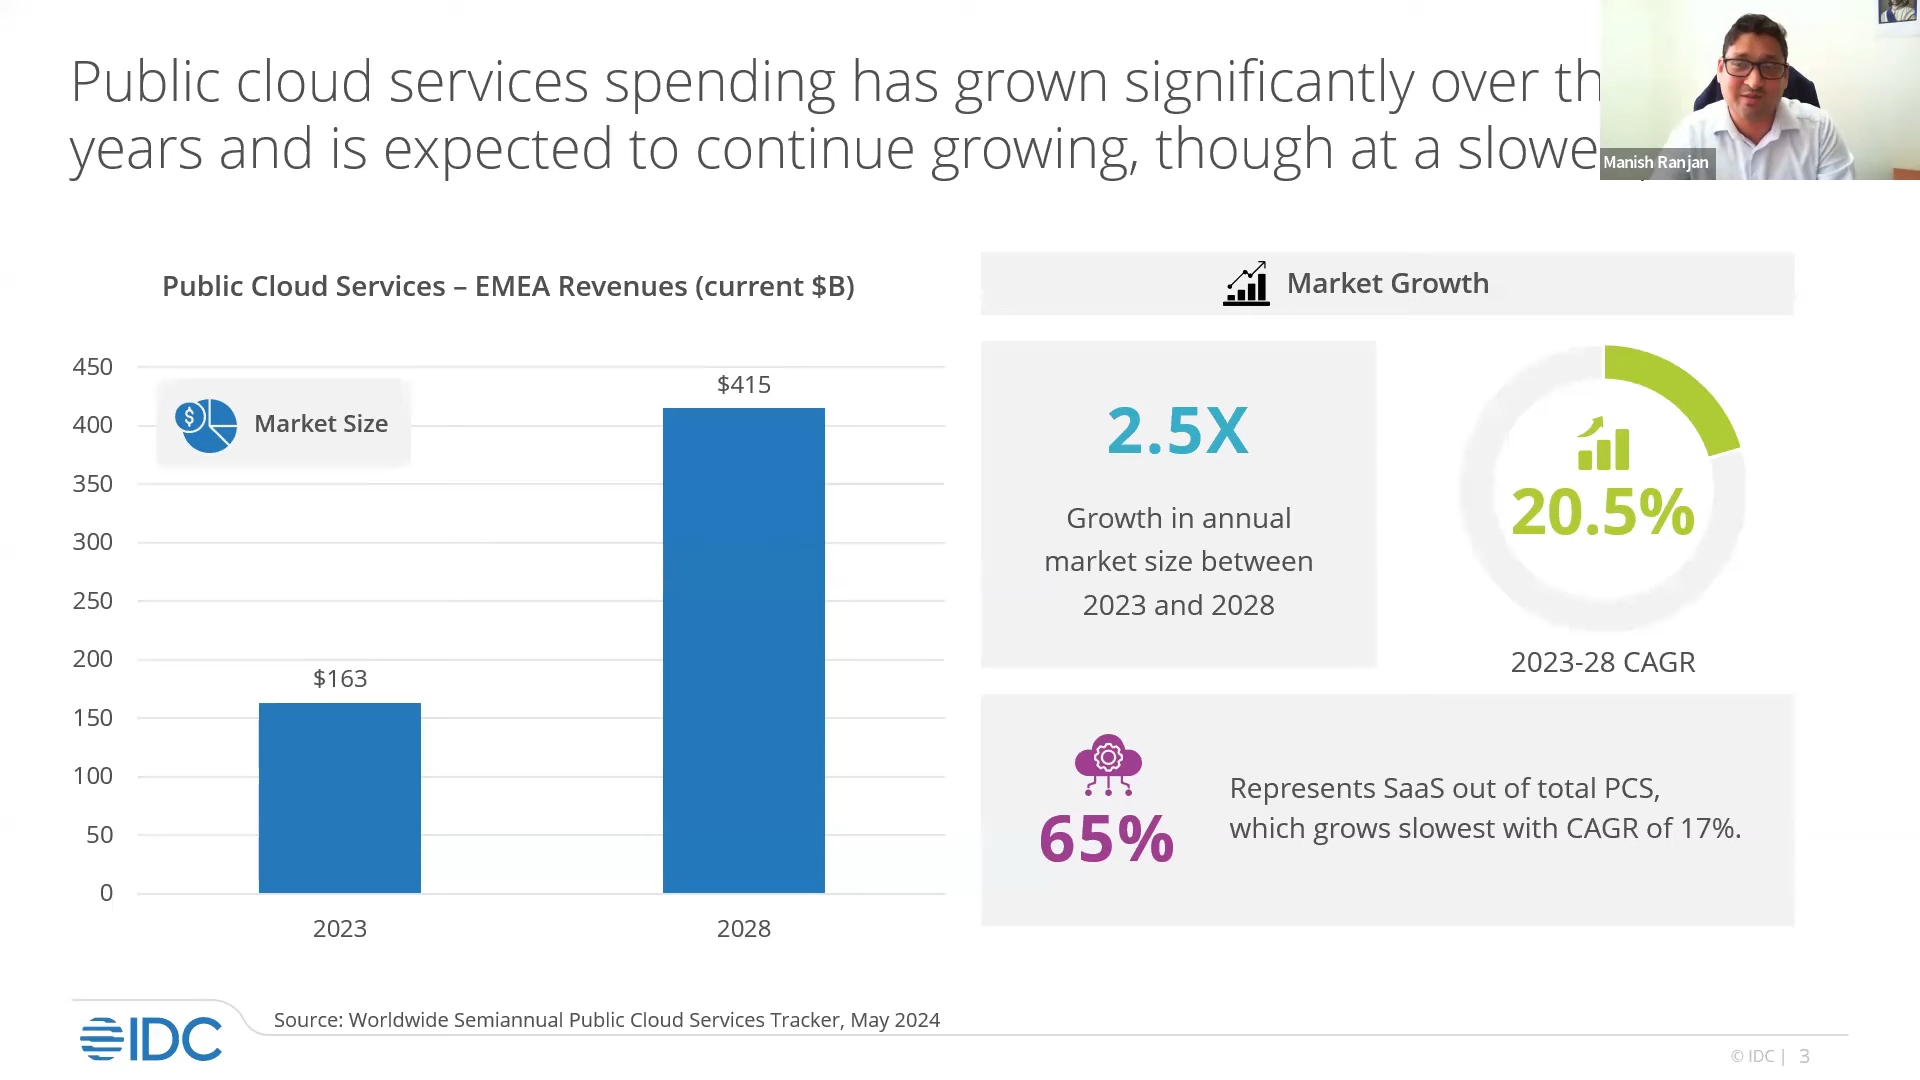 Public cloud services spending has grown significantly over th
years and is expected to continue growing, though at a slowe
Manish Ranjan
Public Cloud Services – EMEA Revenues (current $B)
450
400
350
300
250
200
150
100
50
0
Market Size
$
$163
$415
2023
2028
Market Growth
2.5X
Growth in annual
market size between
2023 and 2028
20.5%
2023-28 CAGR
65%
Represents SaaS out of total PCS,
which grows slowest with CAGR of 17%.
IDC
Source: Worldwide Semiannual Public Cloud Services Tracker, May 2024
© IDC | 3